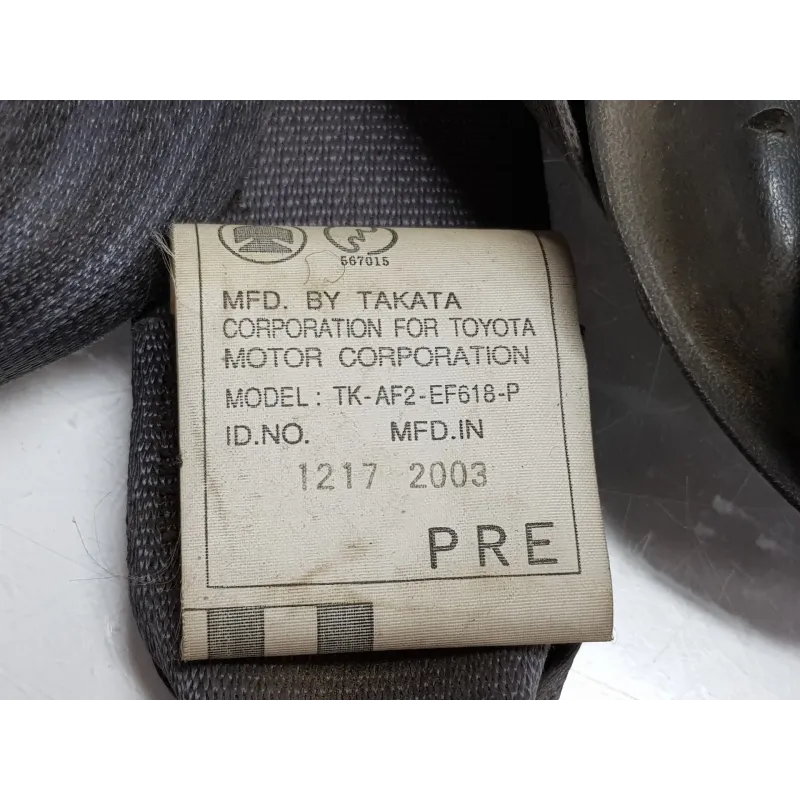 567015
MFD. BY TAKATA
CORPORATION FOR TOYOTA
MOTOR CORPORATION
MODEL: TK-AF2-EF618-P
ID.NO. MFD.IN
1217 2003
PRE